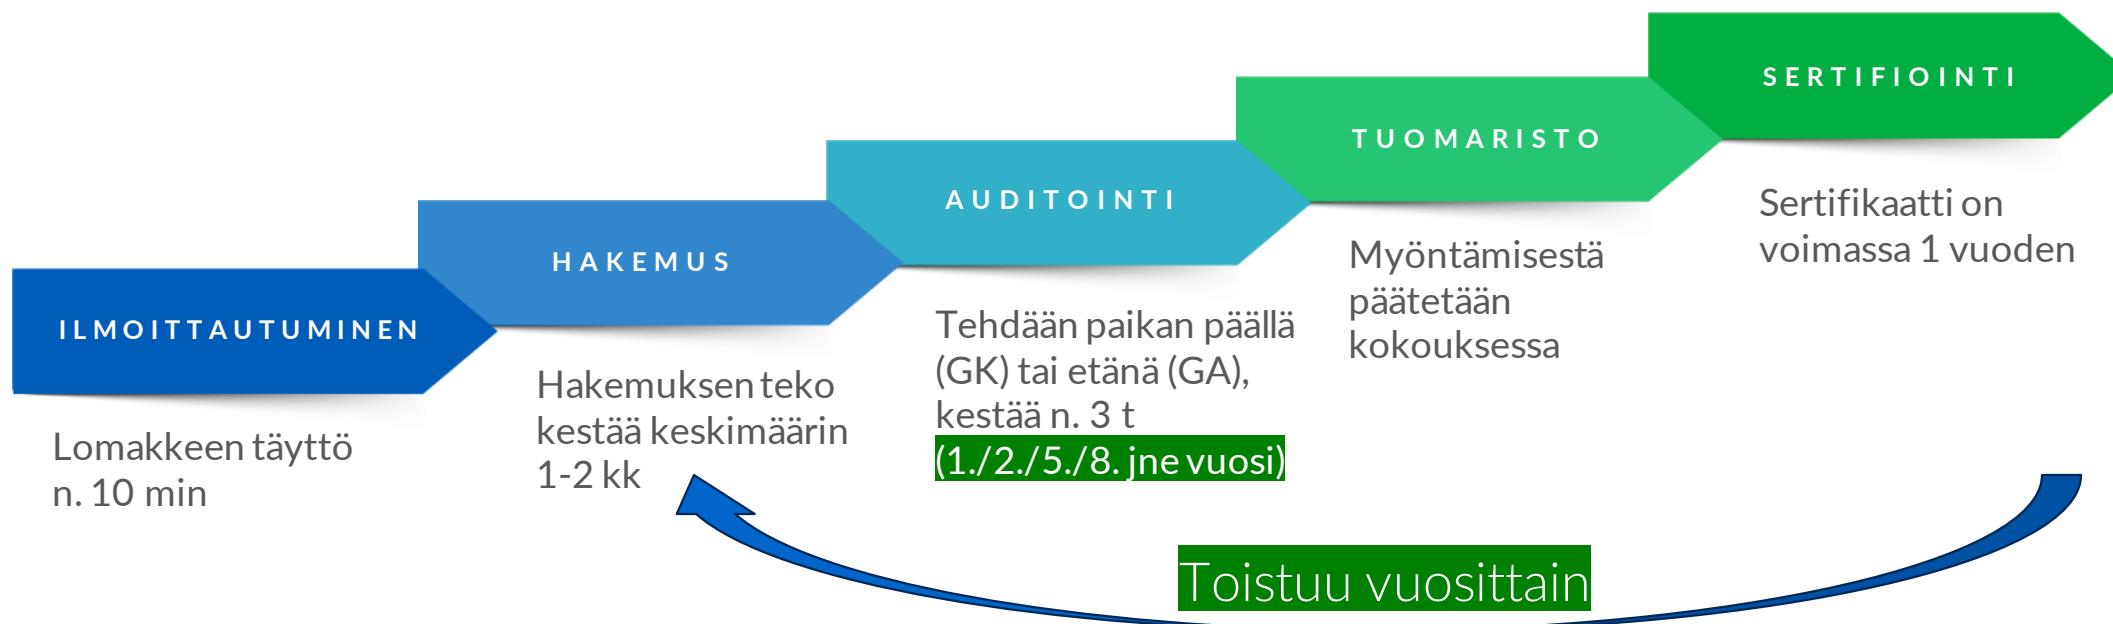 ILMOITTAUTUMINEN
Lomakkeen täyttö
n. 10 min
HAKEMUS
Hakemuksen teko
kestää keskimäärin
1-2 kk
AUDITOINTI
Tehdään paikan päällä
(GK) tai etänä (GA),
kestää n. 3 t
(1./2./5./8. jne vuosi)
TUOMARISTO
Myöntämisestä
päätetään
kokouksessa
SERTIFIOINTI
Sertifikaatti on
voimassa 1 vuoden
Toistuu vuosittain